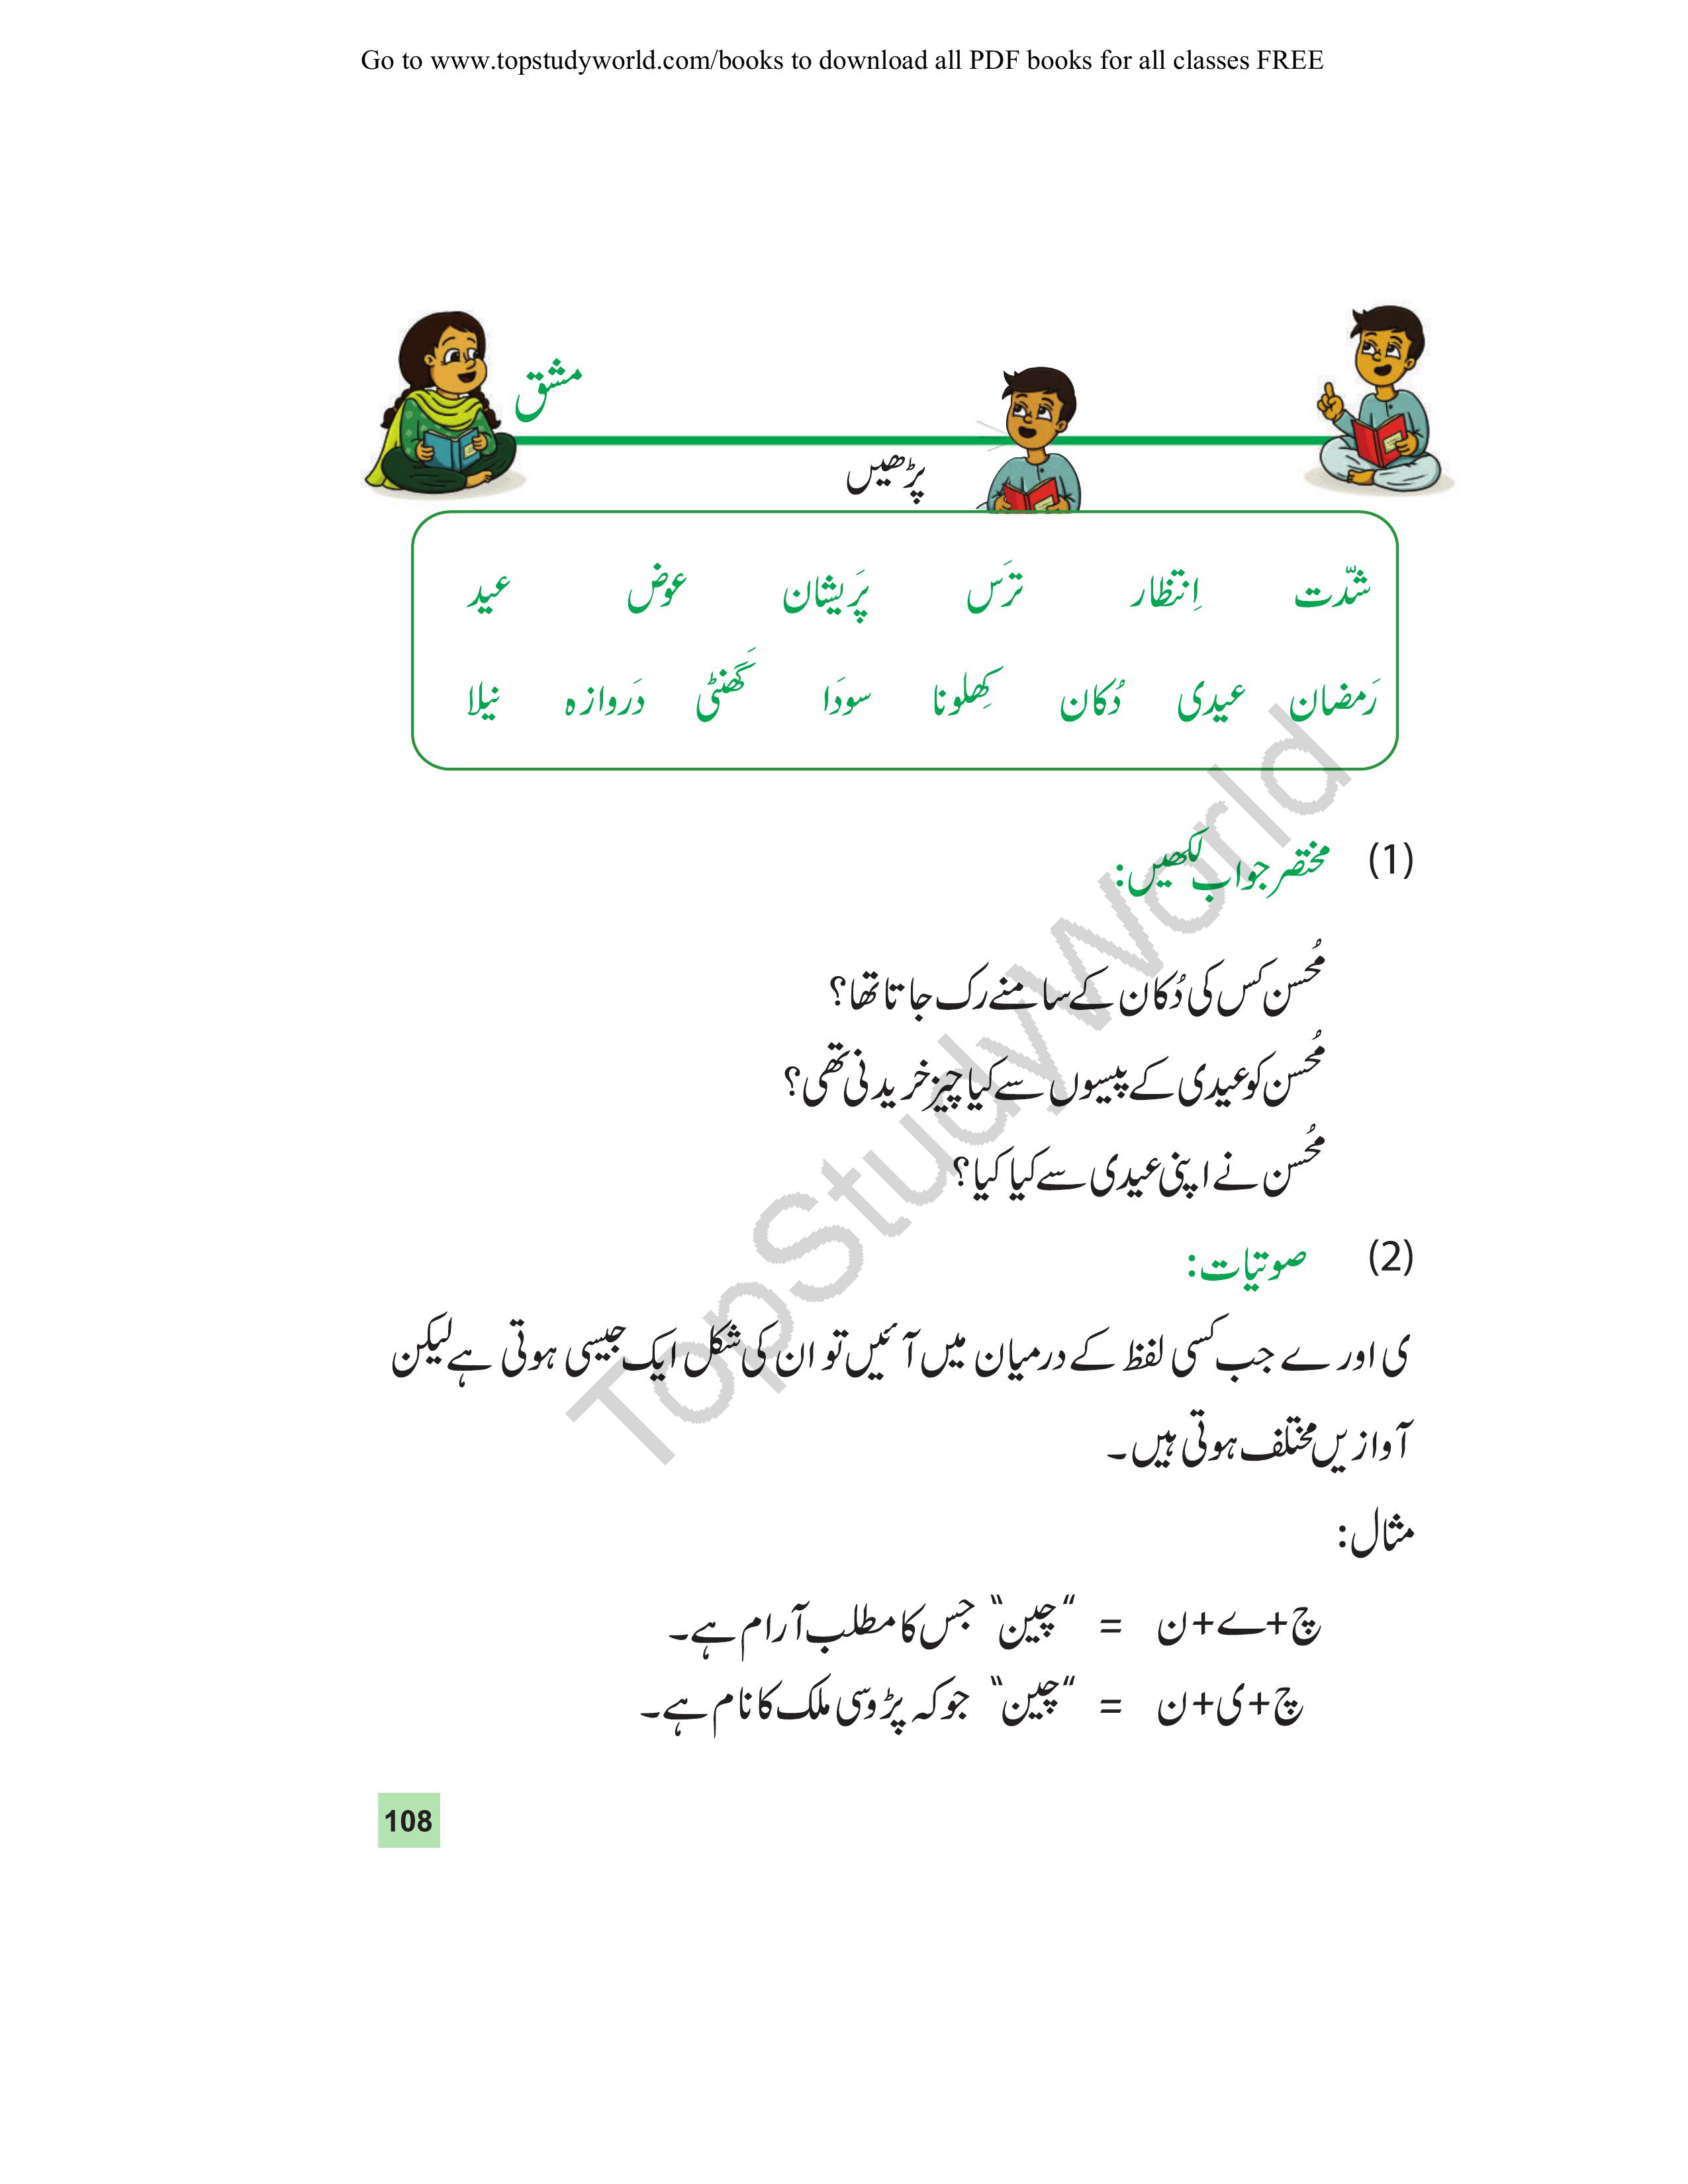 Go to www.topstudyworld.com/books to download all PDF books for all classes FREE
مشق
پڑھیں
شدّت اِنتظار ترَس پَریشان عوض عید
رَمضان عیدی دُکان کِھلونا سودَا گَھنٹی دَروازہ نیلا
(1) مختصر جواب لکھیں:
مُحسن کس کی دُکان کے سامنے رک جاتا تھا؟
مُحسن کو عیدی کے پیسوں سے کیا چیز خریدنی تھی؟
مُحسن نے اپنی عیدی سے کیا کیا؟
(2) صوتیات:
ی اور ے جب کسی لفظ کے درمیان میں آئیں تو ان کی شکل ایک جیسی ہوتی ہے لیکن
آوازیں مختلف ہوتی ہیں۔
مثال:
چ+ے+ن = “چین“ جس کا مطلب آرام ہے۔
چ+ی+ن = “چین“ جو کہ پڑوسی ملک کا نام ہے۔
108
TopStudyWorld